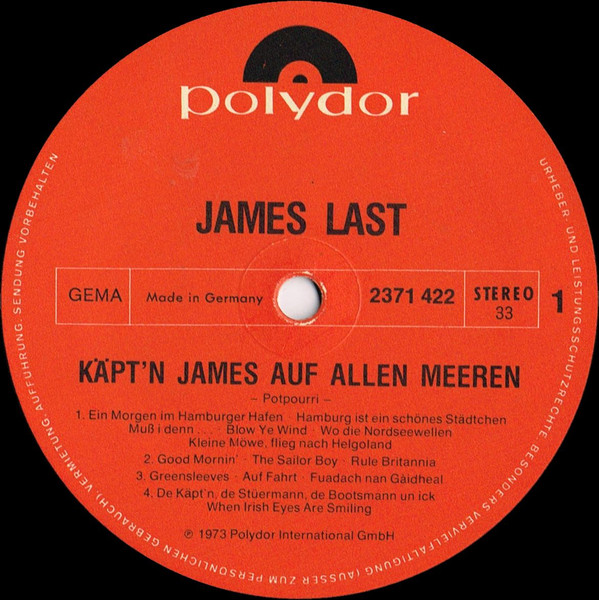 polydor
JAMES LAST
GEMA
Made in Germany
2371 422
STEREO
33
1
KÄPT'N JAMES AUF ALLEN MEEREN
– Potpourri –
1. Ein Morgen im Hamburger Hafen · Hamburg ist ein schönes Städtchen
Muß i denn . . . · Blow Ye Wind · Wo die Nordseewellen
Kleine Möwe, flieg nach Helgoland
2. Good Mornin' · The Sailor Boy · Rule Britannia
3. Greensleeves · Auf Fahrt · Fuadach nan Gàidheal
4. De Käpt'n, de Stüermann, de Bootsmann un ick
When Irish Eyes Are Smiling
℗ 1973 Polydor International GmbH
URHEBER- UND LEISTUNGSSCHUTZRECHTE, BESONDERS VERVIELFÄLTIGUNG (AUSSER ZUM PERSÖNLICHEN GEBRAUCH), VERMIETUNG, AUFFÜHRUNG, SENDUNG VORBEHALTEN